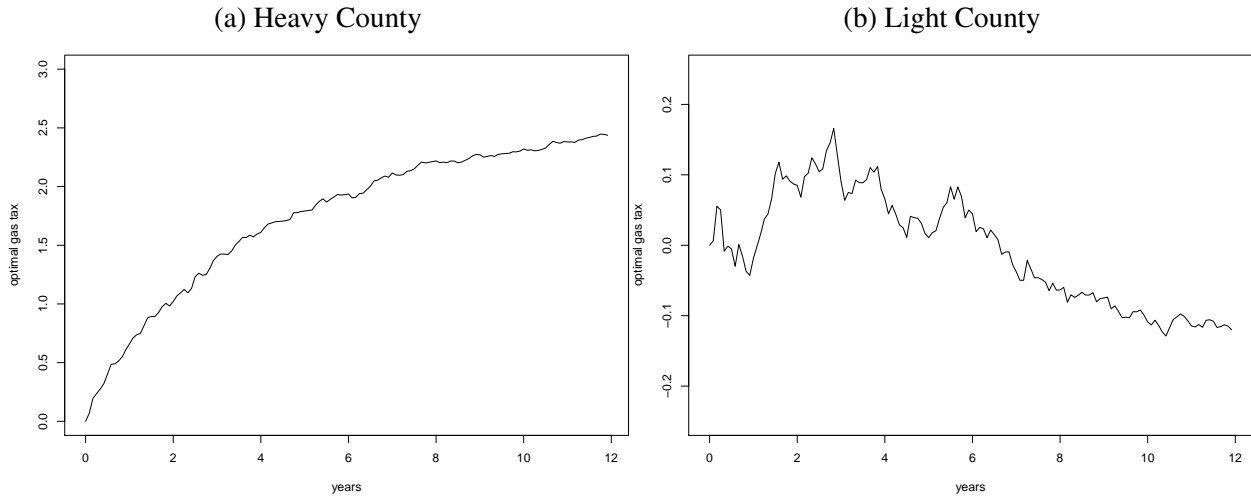 (a) Heavy County
optimal gas tax
3.0
2.5
2.0
1.5
1.0
0.5
0.0
0 2 4 6 8 10 12
years
(b) Light County
optimal gas tax
0.2
0.1
0.0
−0.1
−0.2
0 2 4 6 8 10 12
years